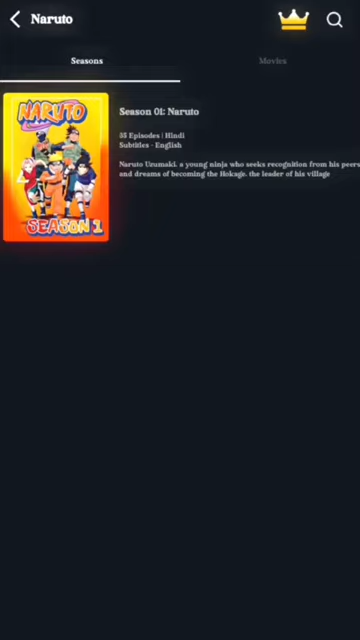 Naruto
Seasons
Movies
NARUTO
SEASON 1
Season 01: Naruto
35 Episodes | Hindi
Subtitles - English
Naruto Uzumaki, a young ninja who seeks recognition from his peers
and dreams of becoming the Hokage, the leader of his village